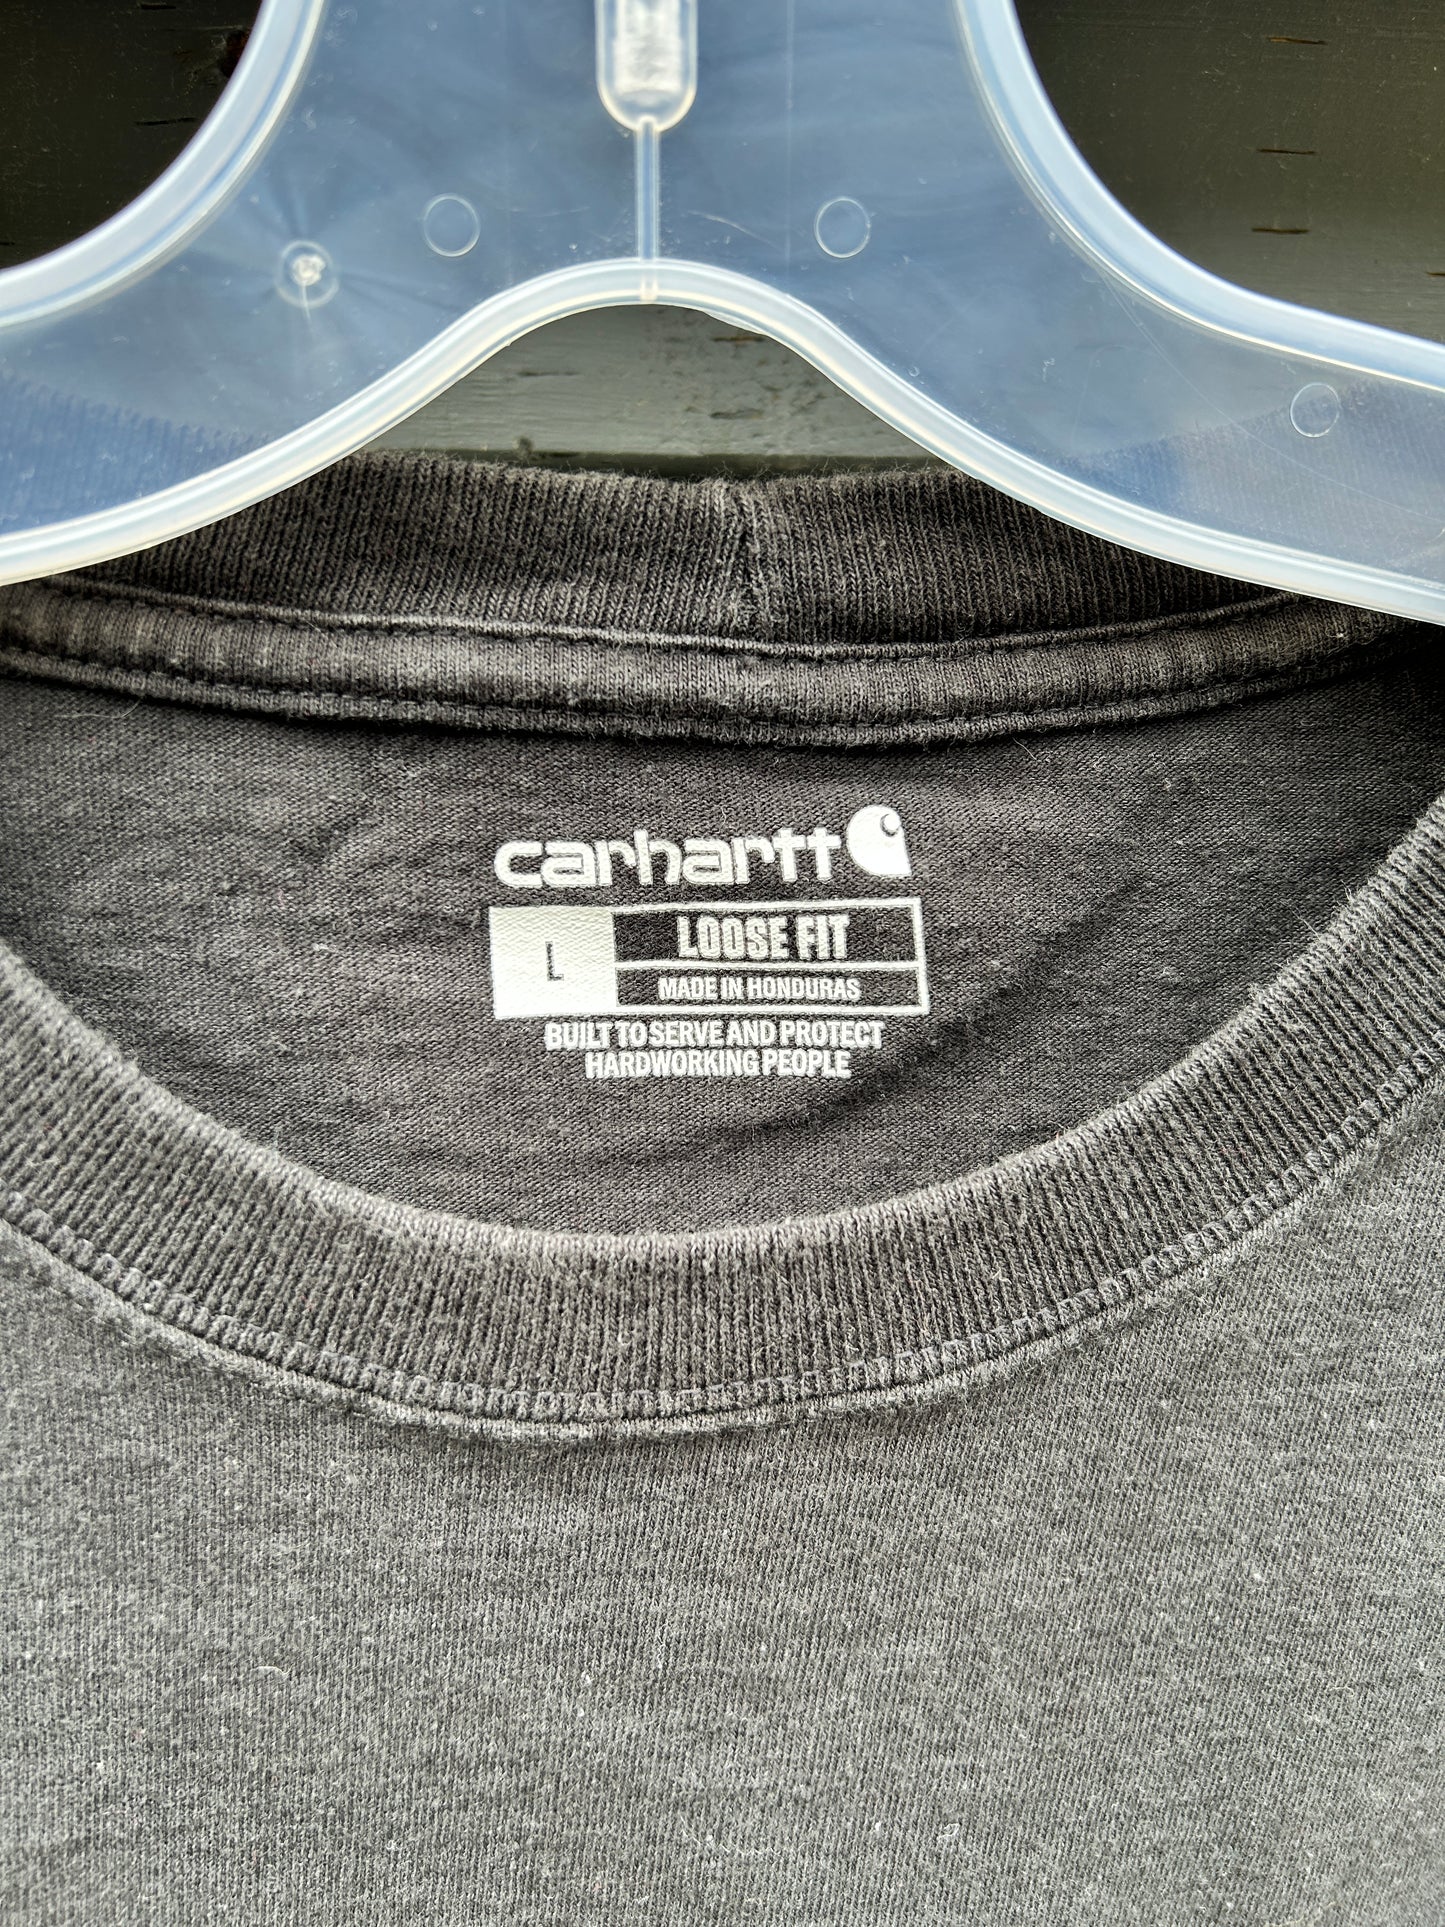 carhartt
L
LOOSE FIT
MADE IN HONDURAS
BUILT TO SERVE AND PROTECT
HARDWORKING PEOPLE